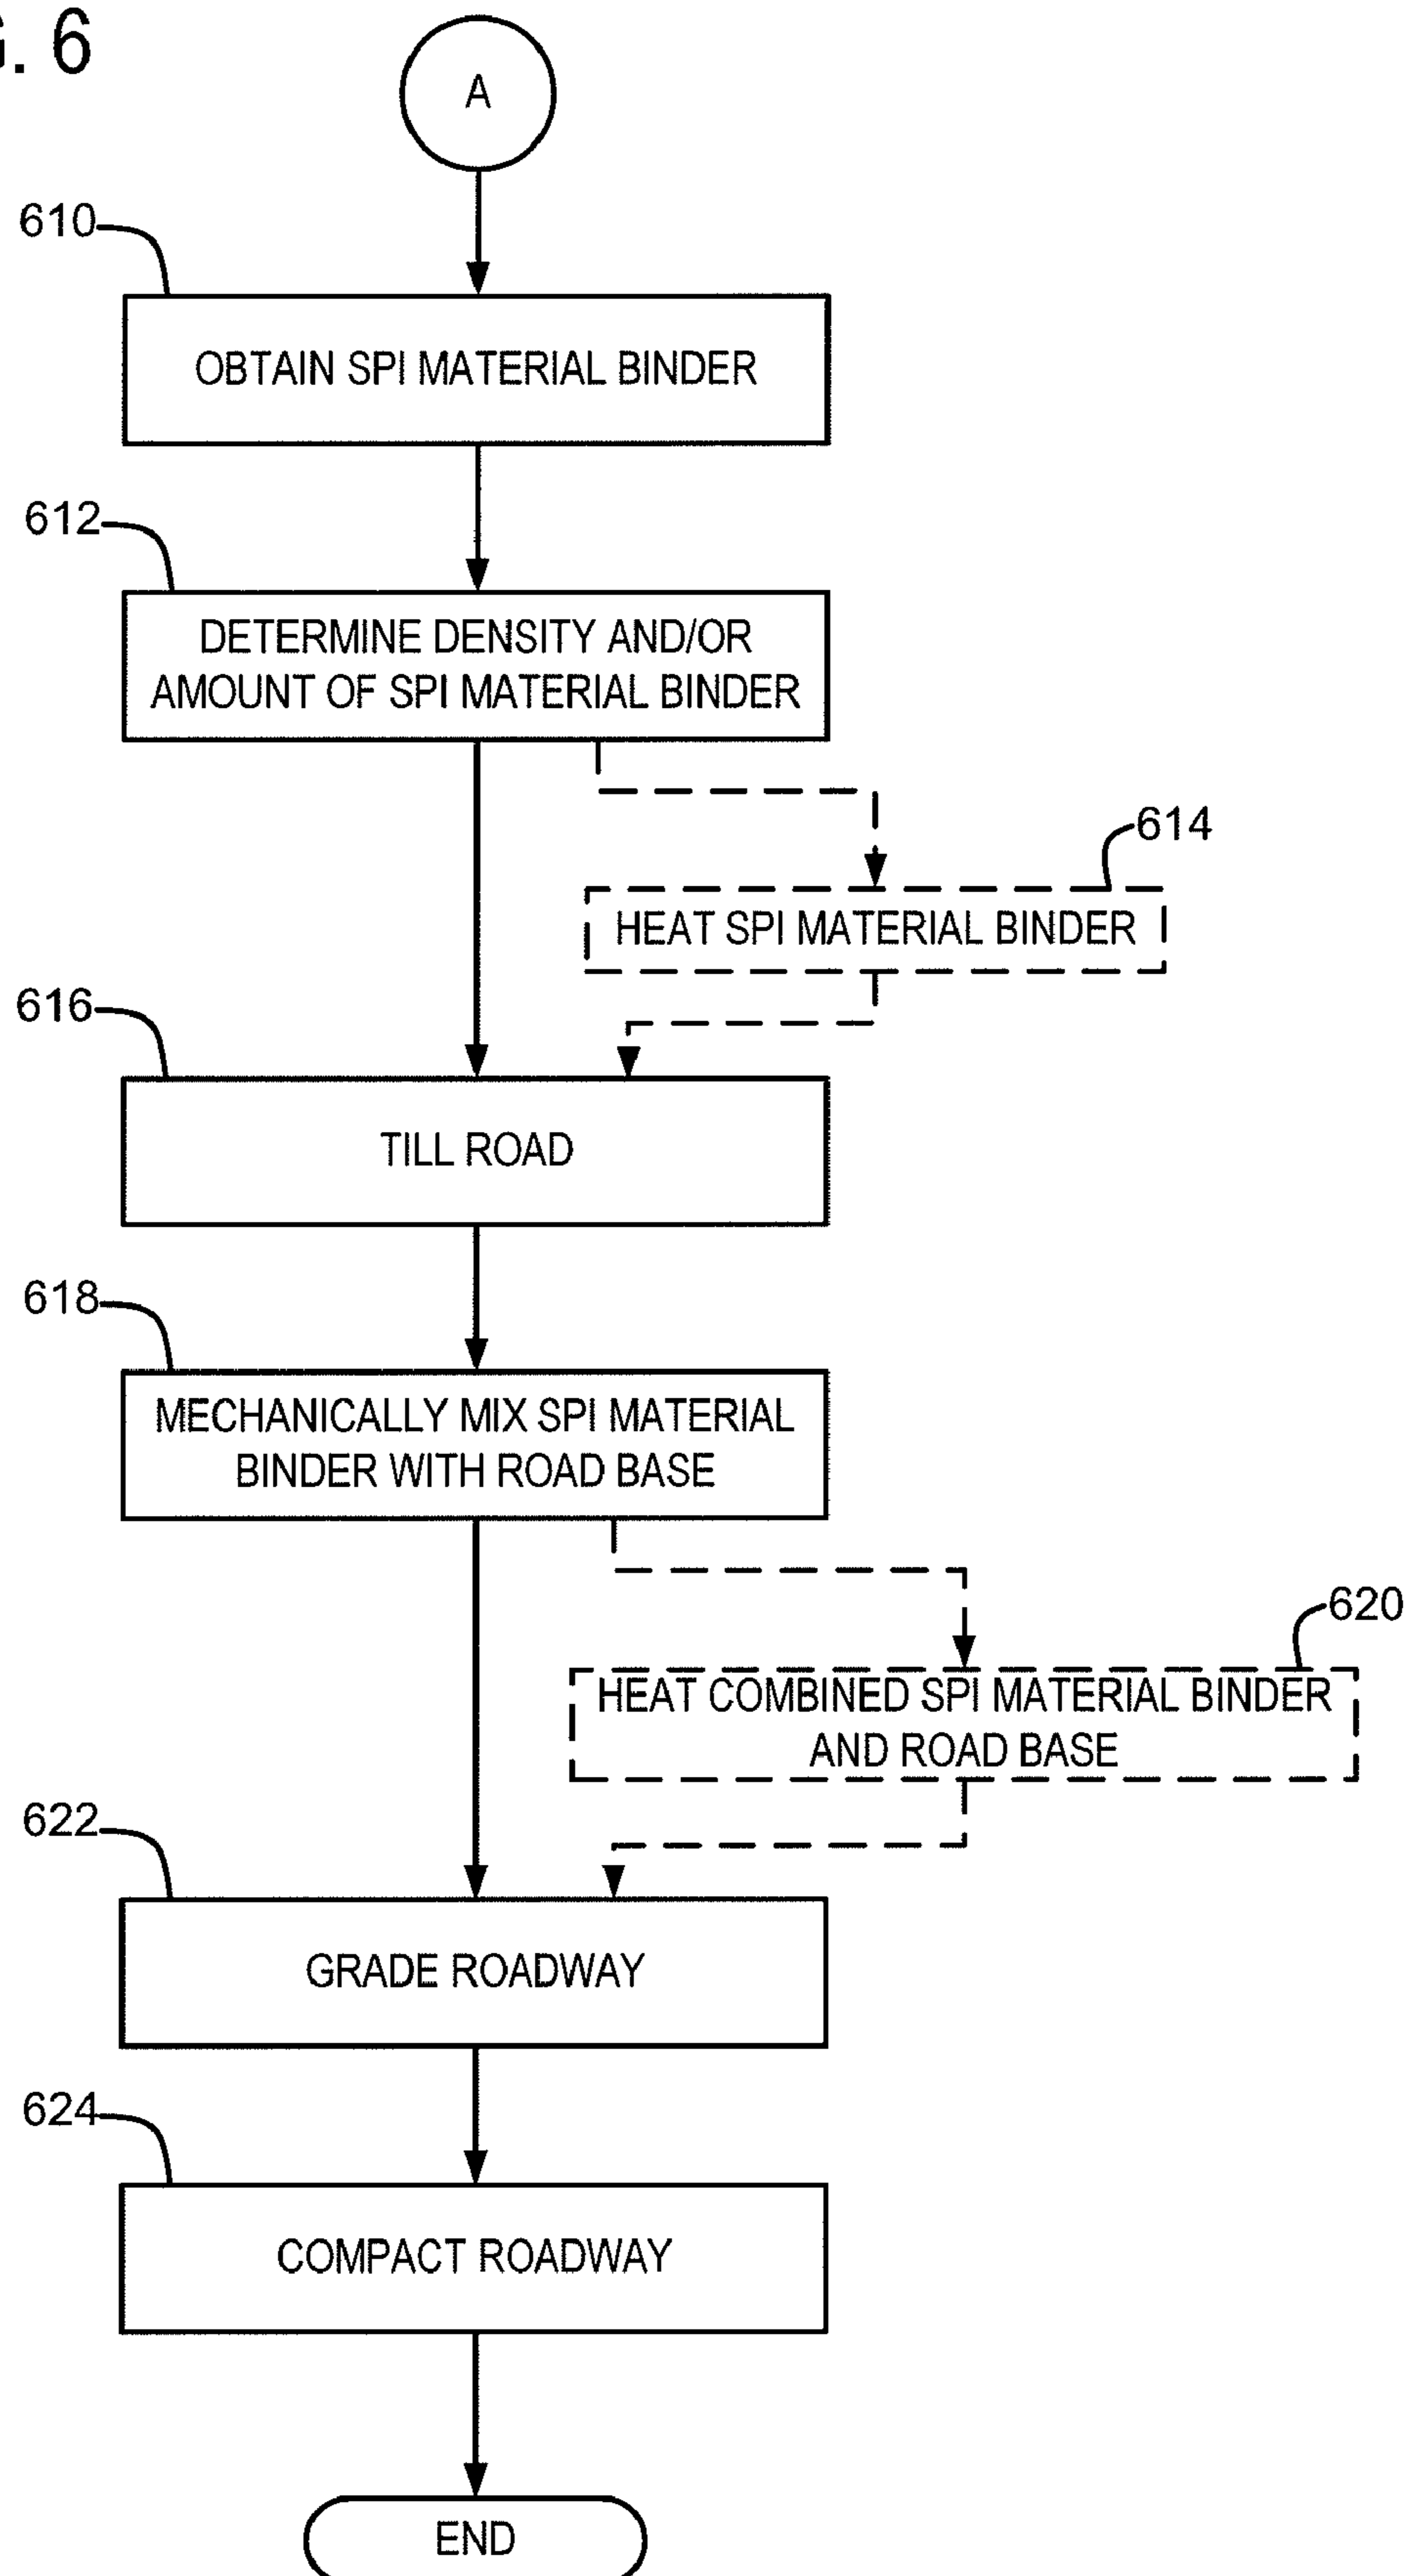 . 6
A
610
OBTAIN SPI MATERIAL BINDER
612
DETERMINE DENSITY AND/OR
AMOUNT OF SPI MATERIAL BINDER
614
HEAT SPI MATERIAL BINDER
616
TILL ROAD
618
MECHANICALLY MIX SPI MATERIAL
BINDER WITH ROAD BASE
620
HEAT COMBINED SPI MATERIAL BINDER
AND ROAD BASE
622
GRADE ROADWAY
624
COMPACT ROADWAY
END